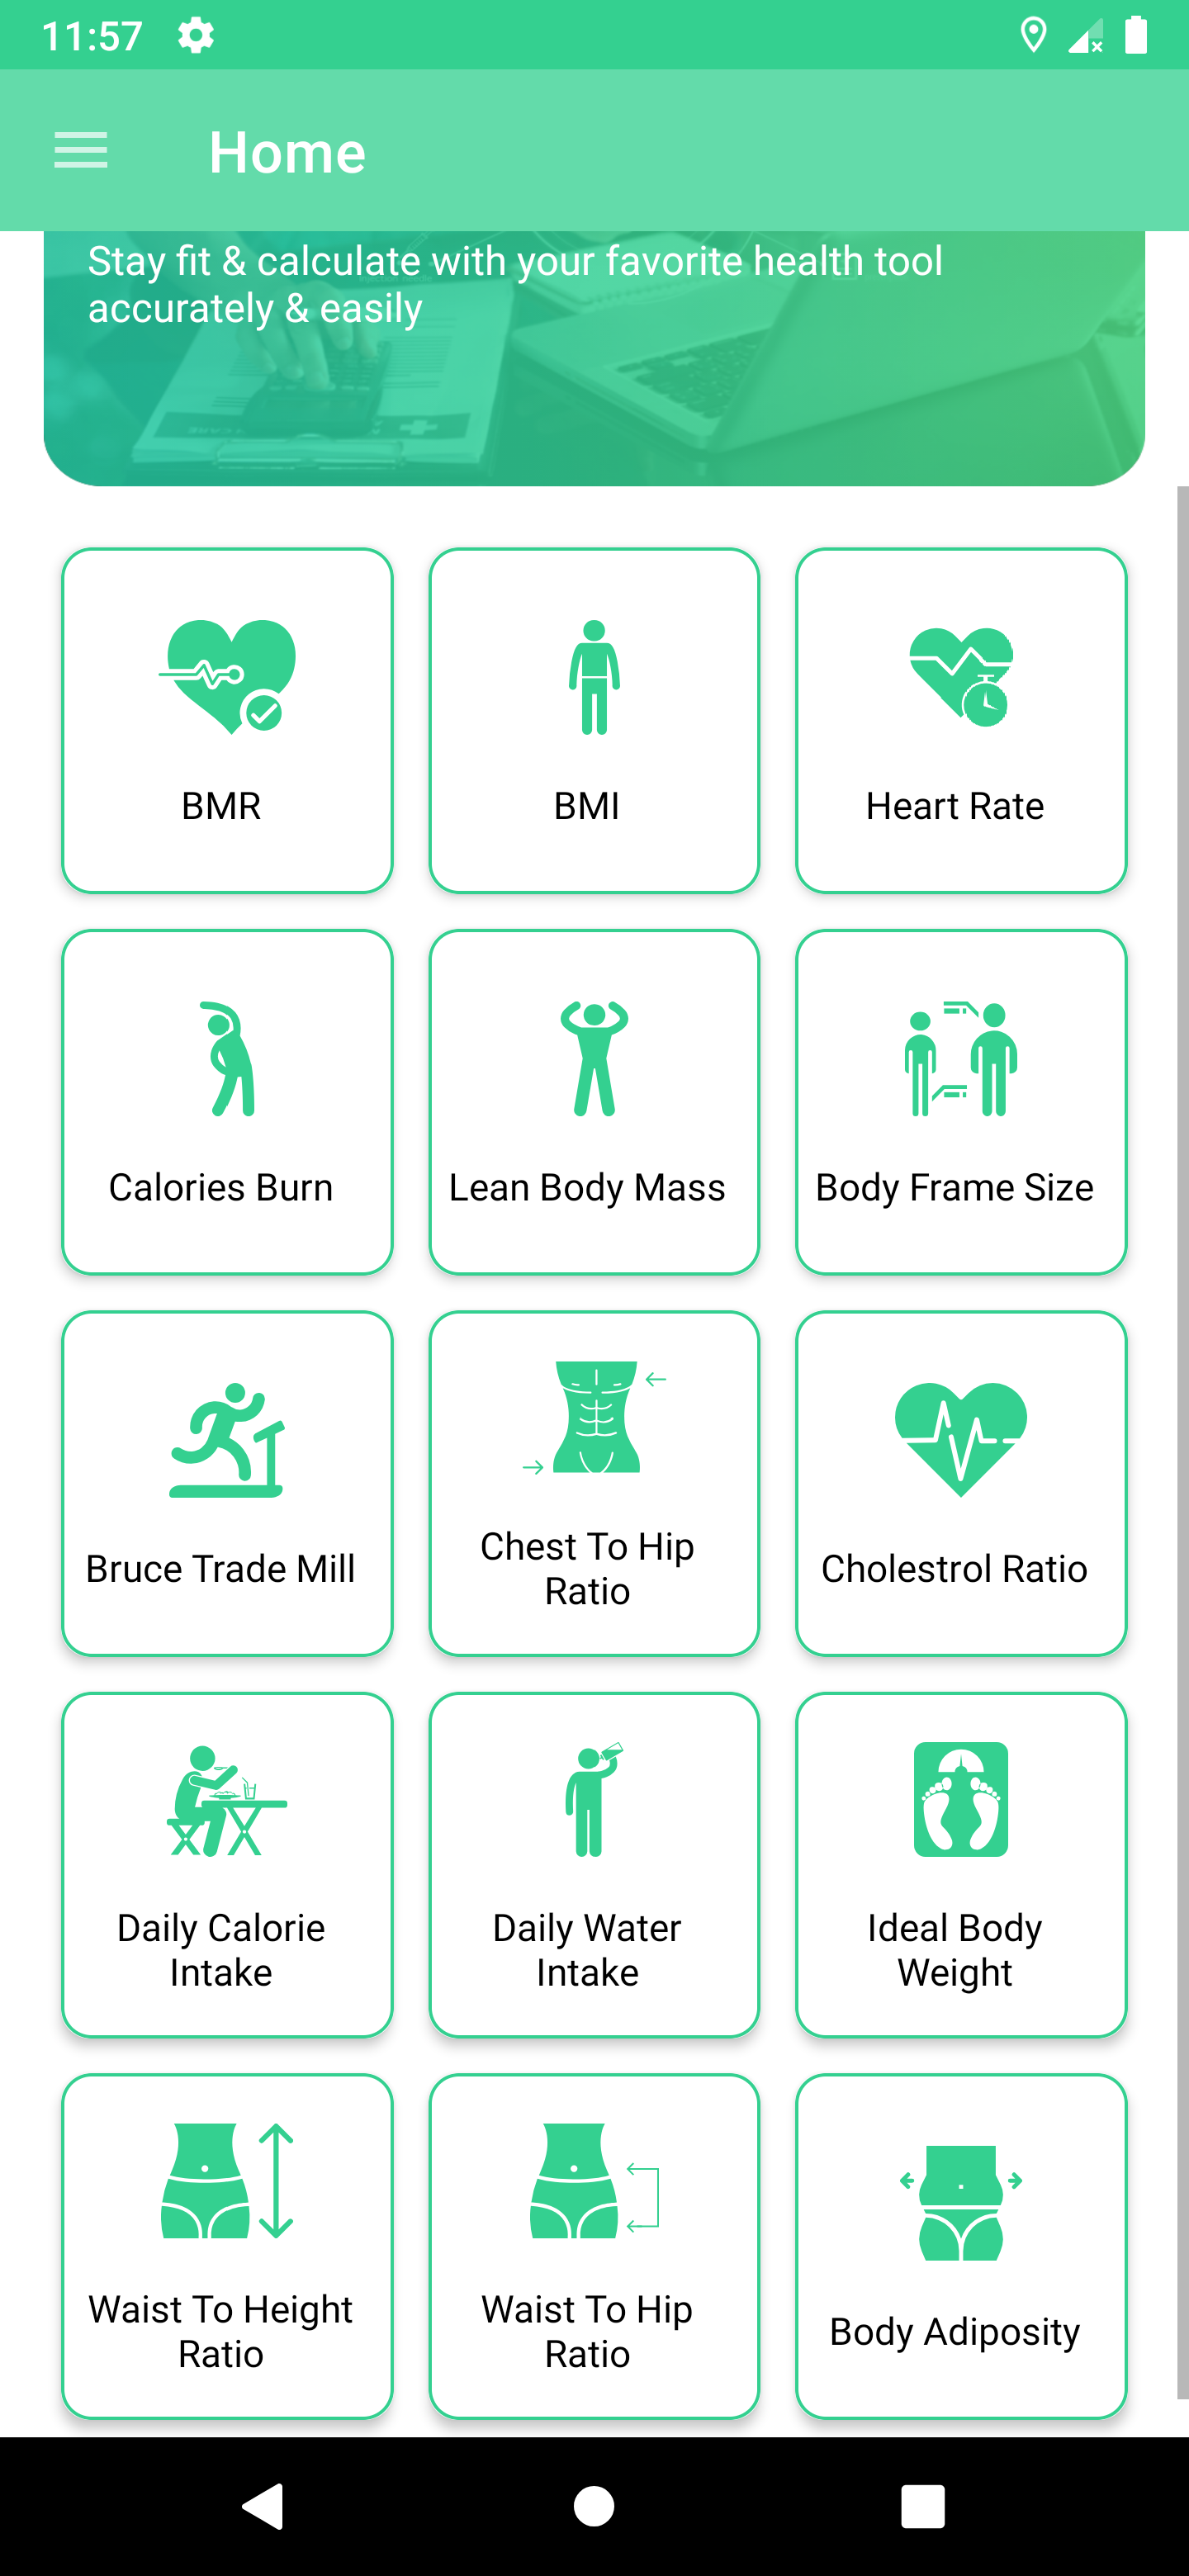 11:57
Home
Stay fit & calculate with your favorite health tool
accurately & easily
BMR
BMI
Heart Rate
Calories Burn
Lean Body Mass
Body Frame Size
Bruce Trade Mill
Chest To Hip
Ratio
Cholestrol Ratio
Daily Calorie
Intake
Daily Water
Intake
Ideal Body
Weight
Waist To Height
Ratio
Waist To Hip
Ratio
Body Adiposity